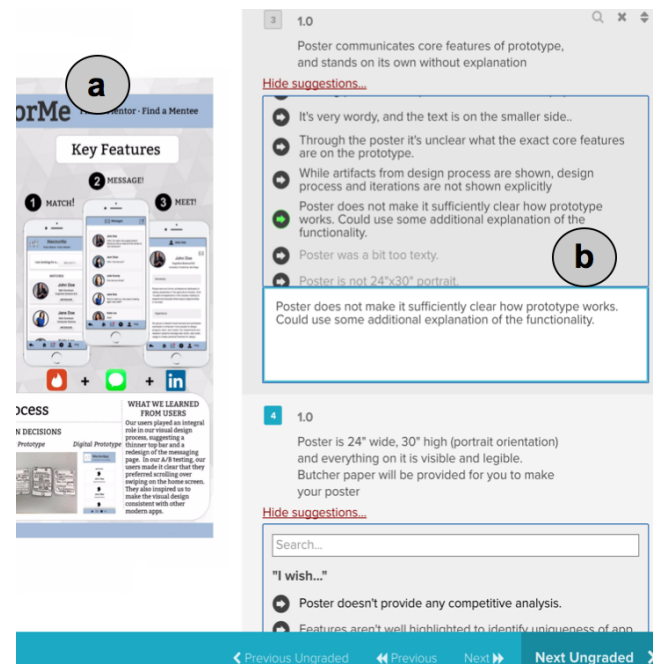 a
orMe
Mentor · Find a Mentee
Key Features
2 MESSAGE!
1 MATCH!
3 MEET!
John Doe
John Doe
Jane Doe
+ + in
ocess
N DECISIONS
Prototype
Digital Prototype
WHAT WE LEARNED
FROM USERS
Our users played an integral
role in our visual design
process, suggesting a
thinner top bar and a
redesign of the messaging
page. In our A/B testing, our
users made it clear that they
preferred scrolling over
swiping on the home screen.
They also inspired us to
make the visual design
consistent with other
modern apps.
3 1.0
Poster communicates core features of prototype,
and stands on its own without explanation
Hide suggestions...
It's very wordy, and the text is on the smaller side..
Through the poster it's unclear what the exact core features
are on the prototype.
While artifacts from design process are shown, design
process and iterations are not shown explicitly
Poster does not make it sufficiently clear how prototype
works. Could use some additional explanation of the
functionality.
Poster was a bit too texty.
Poster is not 24"x30" portrait.
b
Poster does not make it sufficiently clear how prototype works.
Could use some additional explanation of the functionality.
4 1.0
Poster is 24" wide, 30" high (portrait orientation)
and everything on it is visible and legible.
Butcher paper will be provided for you to make
your poster
Hide suggestions...
Search...
"I wish..."
Poster doesn't provide any competitive analysis.
Features aren't well highlighted to identify uniqueness of app
Previous Ungraded
Previous
Next
Next Ungraded